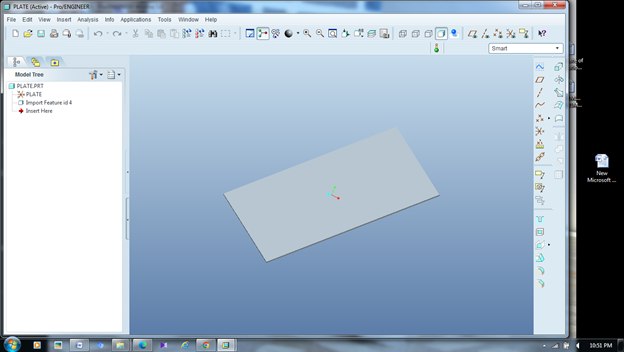 PLATE (Active) - Pro/ENGINEER
File Edit View Insert Analysis Info Applications Tools Window Help
Smart
Model Tree
PLATE.PRT
PLATE
Import Feature id 4
Insert Here
of
New
Microsoft ...
10:51 PM